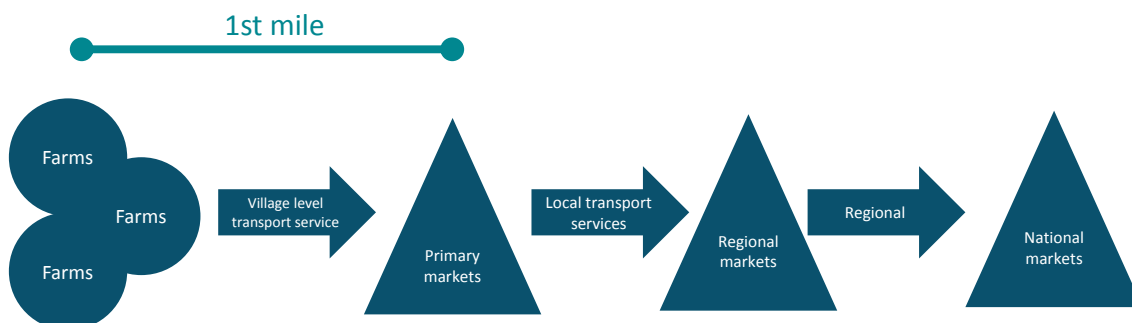 1st mile
Farms
Farms
Farms
Village level
transport service
Primary
markets
Local transport
services
Regional
markets
Regional
National
markets